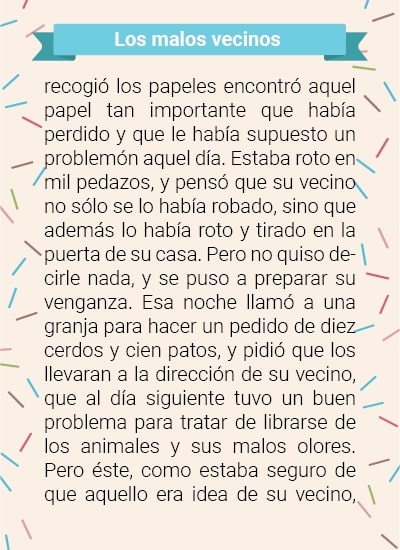 Los malos vecinos
recogió los papeles encontró aquel
papel tan importante que había
perdido y que le había supuesto un
problemón aquel día. Estaba roto en
mil pedazos, y pensó que su vecino
no sólo se lo había robado, sino que
además lo había roto y tirado en la
puerta de su casa. Pero no quiso de-
cirle nada, y se puso a preparar su
venganza. Esa noche llamó a una
granja para hacer un pedido de diez
cerdos y cien patos, y pidió que los
llevaran a la dirección de su vecino,
que al día siguiente tuvo un buen
problema para tratar de librarse de
los animales y sus malos olores.
Pero éste, como estaba seguro de
que aquello era idea de su vecino,